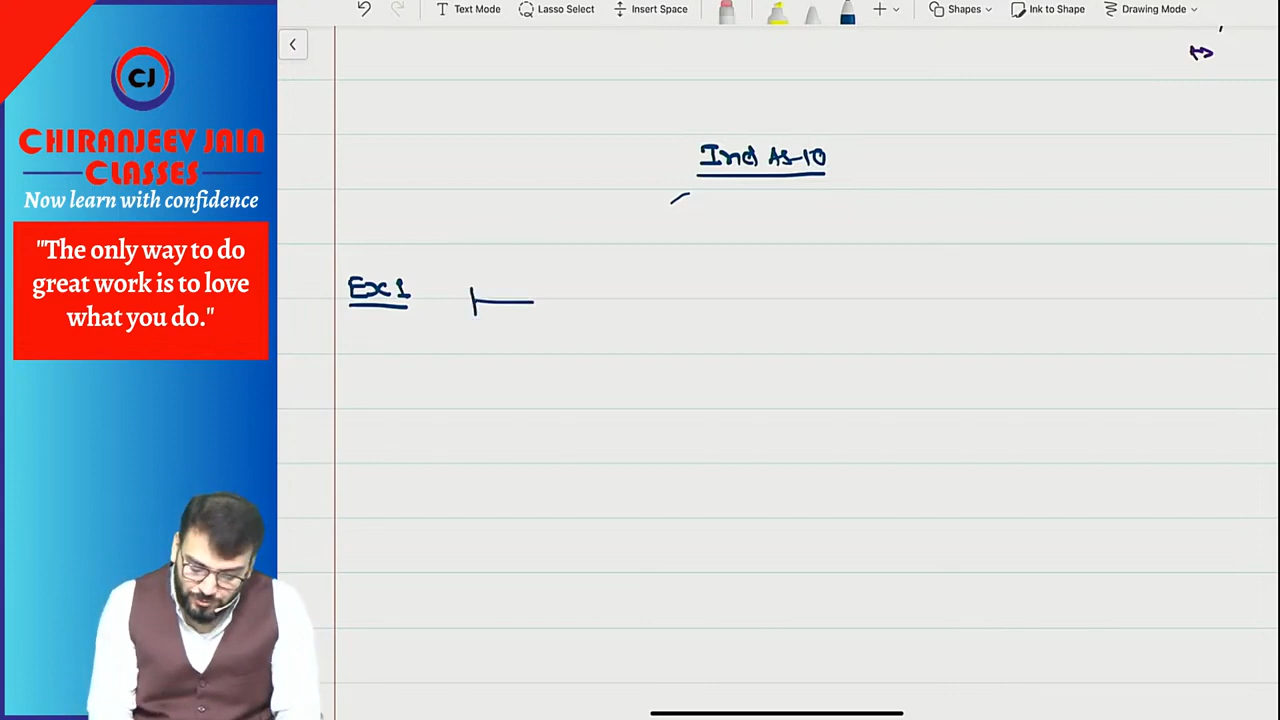 Text Mode
Lasso Select
Insert Space
Shapes
Ink to Shape
Drawing Mode
CJ
CHIRANJEEV JAIN
CLASSES
Now learn with confidence
"The only way to do
great work is to love
what you do."
Ind AS-10
Ex 1